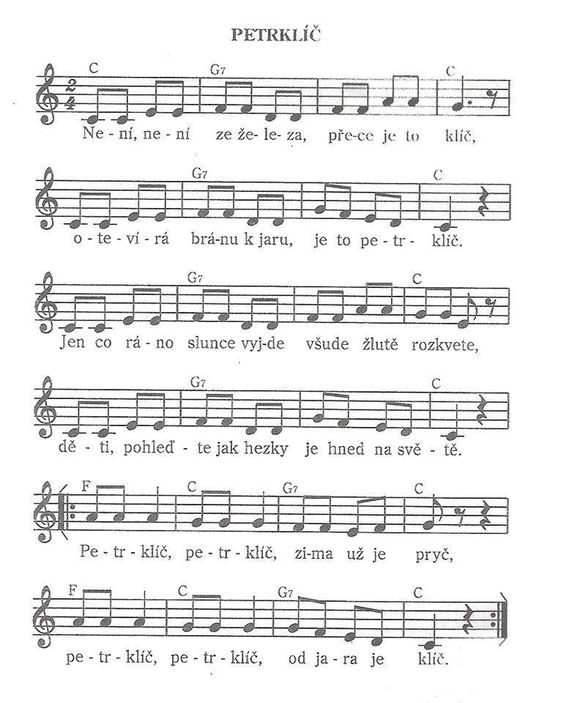 PETRKLÍČ
C G7 C
2
4
Ne - ní, ne - ní ze že - le - za, pře-ce je to klíč,
G7 C
o - te - ví - rá brá-nu k jaru, je to pe - tr - klíč.
G7 C
Jen co rá - no slunce vyj-de všude žlutě rozkvete,
G7 C
dě - ti, pohleď - te jak hezky je hned na svě - tě.
F C G7 C
Pe - tr - klíč, pe - tr - klíč, zi-ma už je pryč,
F C G7 C
pe - tr - klíč, pe - tr - klíč, od ja - ra je klíč.